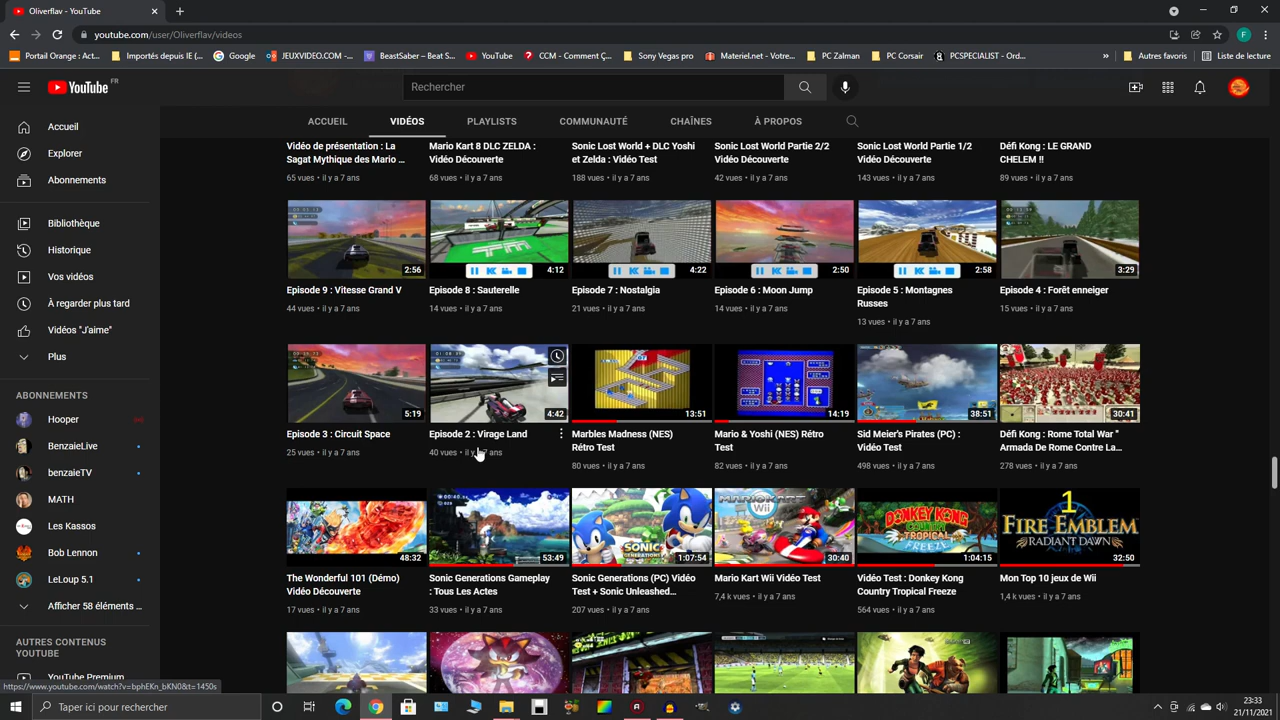 Oliverflav - YouTube
youtube.com/user/Oliverflav/videos
Portail Orange : Act... Importés depuis IE (... Google JEUXVIDEO.COM - ... BeastSaber – Beat S... YouTube CCM - Comment Ç... Sony Vegas pro Materiel.net - Votre... PC Zalman PC Corsair PCSPECIALIST - Ord... » Autres favoris Liste de lecture
YouTube FR
Rechercher
ACCUEIL VIDÉOS PLAYLISTS COMMUNAUTÉ CHAÎNES À PROPOS
Accueil
Explorer
Abonnements
Bibliothèque
Historique
Vos vidéos
À regarder plus tard
Vidéos "J'aime"
Plus
ABONNEMENTS
Hooper
BenzaieLive
benzaieTV
MATH
Les Kassos
Bob Lennon
LeLoup 5.1
Afficher 58 éléments ...
AUTRES CONTENUS
YOUTUBE
YouTube Premium
Vidéo de présentation : La
Sagat Mythique des Mario ...
65 vues • il y a 7 ans
Mario Kart 8 DLC ZELDA :
Vidéo Découverte
68 vues • il y a 7 ans
Sonic Lost World + DLC Yoshi
et Zelda : Vidéo Test
188 vues • il y a 7 ans
Sonic Lost World Partie 2/2
Vidéo Découverte
42 vues • il y a 7 ans
Sonic Lost World Partie 1/2
Vidéo Découverte
143 vues • il y a 7 ans
Défi Kong : LE GRAND
CHELEM !!
89 vues • il y a 7 ans
2:56
Episode 9 : Vitesse Grand V
44 vues • il y a 7 ans
4:12
Episode 8 : Sauterelle
14 vues • il y a 7 ans
4:22
Episode 7 : Nostalgia
21 vues • il y a 7 ans
2:50
Episode 6 : Moon Jump
14 vues • il y a 7 ans
2:58
Episode 5 : Montagnes
Russes
13 vues • il y a 7 ans
3:29
Episode 4 : Forêt enneiger
15 vues • il y a 7 ans
5:19
Episode 3 : Circuit Space
25 vues • il y a 7 ans
4:42
Episode 2 : Virage Land
40 vues • il y a 7 ans
13:51
Marbles Madness (NES)
Rétro Test
80 vues • il y a 7 ans
14:19
Mario & Yoshi (NES) Rétro
Test
82 vues • il y a 7 ans
38:51
Sid Meier's Pirates (PC) :
Vidéo Test
498 vues • il y a 7 ans
30:41
Défi Kong : Rome Total War "
Armada De Rome Contre La...
278 vues • il y a 7 ans
48:32
The Wonderful 101 (Démo)
Vidéo Découverte
17 vues • il y a 7 ans
53:49
Sonic Generations Gameplay
: Tous Les Actes
33 vues • il y a 7 ans
SONIC
GENERATIONS
1:07:54
Sonic Generations (PC) Vidéo
Test + Sonic Unleashed...
207 vues • il y a 7 ans
MARIOKART
Wii
30:40
Mario Kart Wii Vidéo Test
7,4 k vues • il y a 7 ans
DONKEY KONG
COUNTRY
TROPICAL
FREEZE
1:04:15
Vidéo Test : Donkey Kong
Country Tropical Freeze
564 vues • il y a 7 ans
1
FIRE EMBLEM
RADIANT DAWN
32:50
Mon Top 10 jeux de Wii
1,4 k vues • il y a 7 ans
https://www.youtube.com/watch?v=bphEKn_bKN0&t=1450s
Taper ici pour rechercher
23:33
21/11/2021